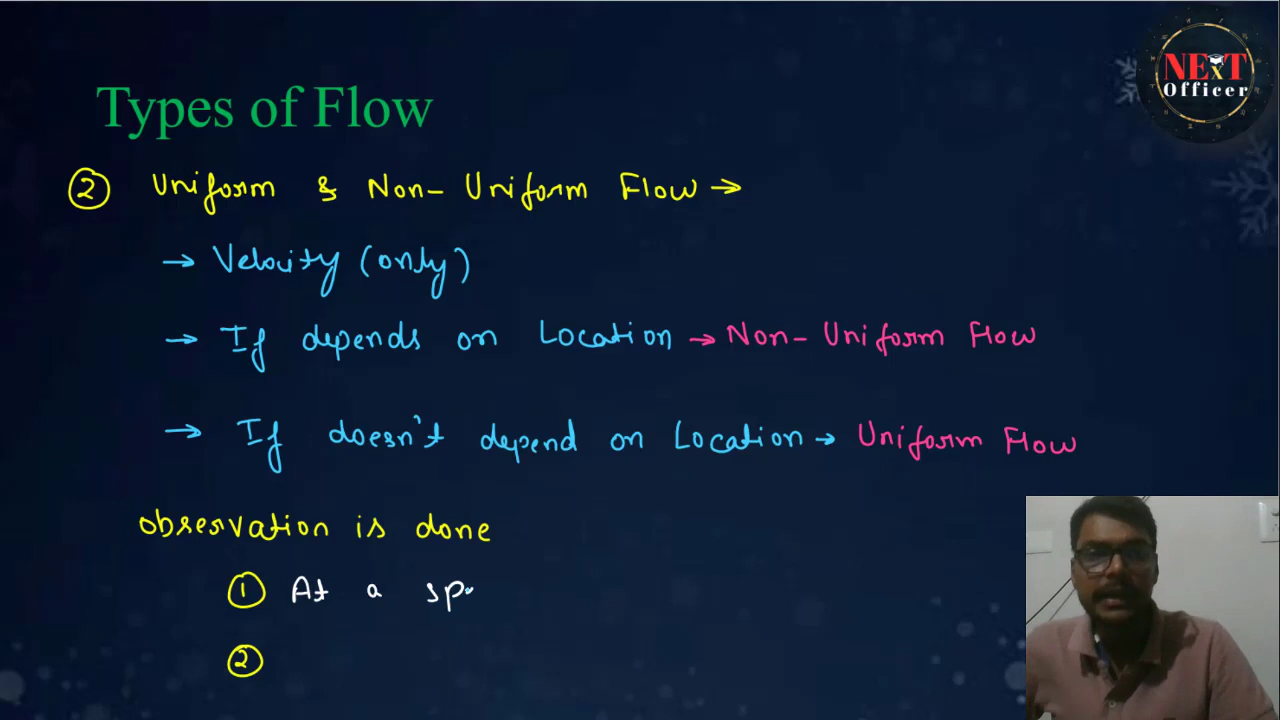 NEXT
Officer
Types of Flow
② Uniform & Non-Uniform Flow →
→ Velocity (only)
→ If depends on Location → Non-Uniform Flow
→ If doesn't depend on Location → Uniform Flow
observation is done
① At a sp
②